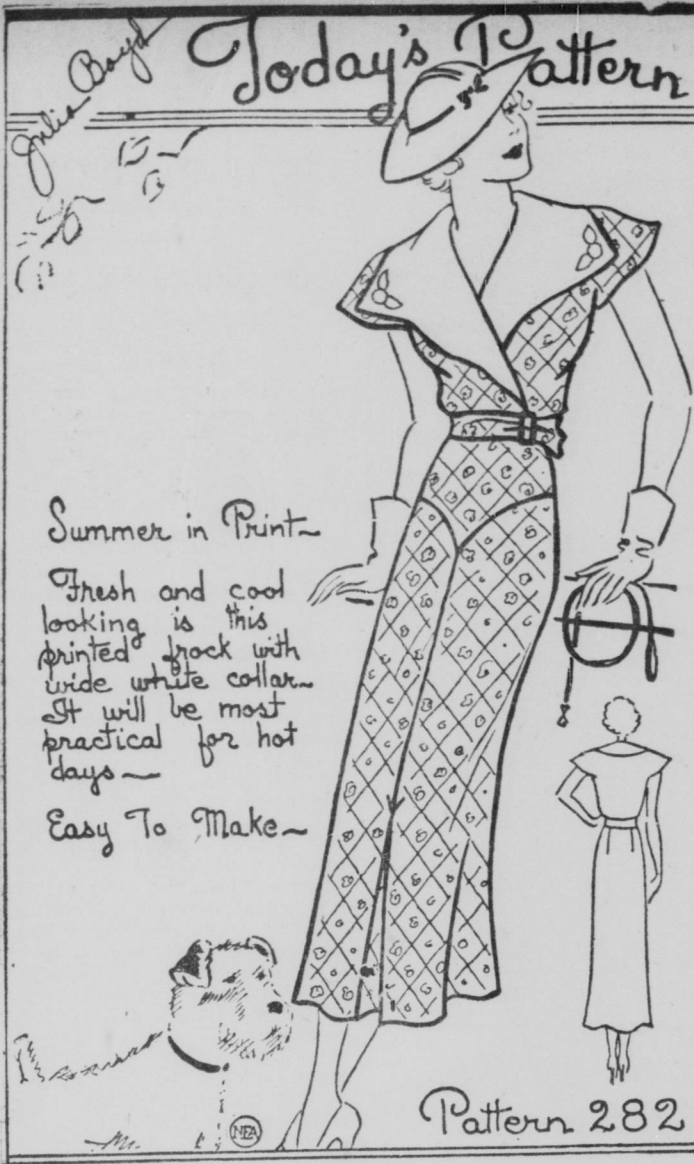 Julia Boyd
Today's Pattern
Summer in Print~
Fresh and cool
looking is this
printed frock with
wide white collar~
It will be most
practical for hot
days~
Easy To Make~
NEA
Pattern 282